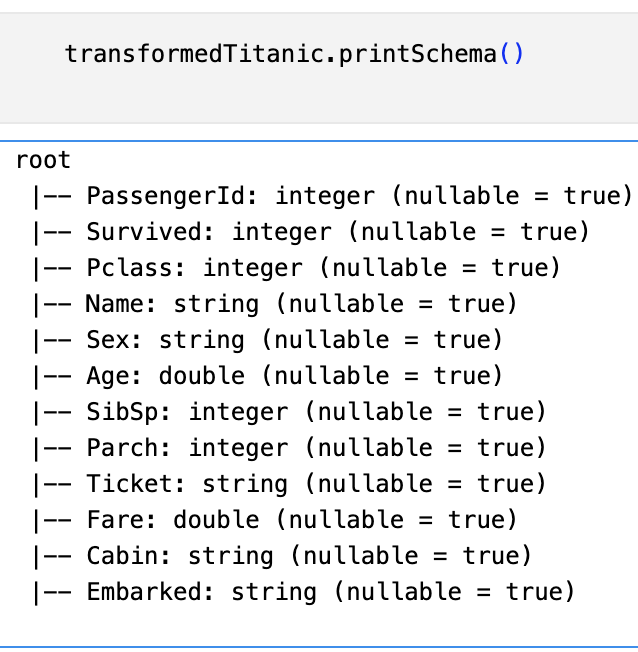 transformedTitanic.printSchema()
root
|-- PassengerId: integer (nullable = true)
|-- Survived: integer (nullable = true)
|-- Pclass: integer (nullable = true)
|-- Name: string (nullable = true)
|-- Sex: string (nullable = true)
|-- Age: double (nullable = true)
|-- SibSp: integer (nullable = true)
|-- Parch: integer (nullable = true)
|-- Ticket: string (nullable = true)
|-- Fare: double (nullable = true)
|-- Cabin: string (nullable = true)
|-- Embarked: string (nullable = true)